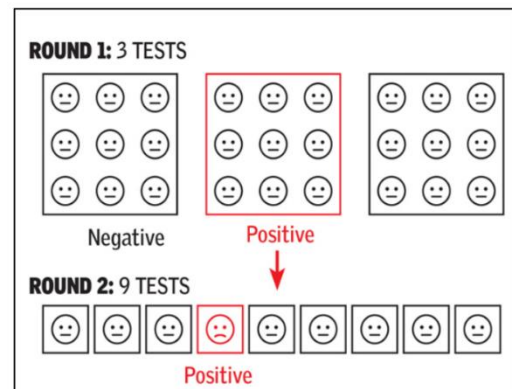 ROUND 1: 3 TESTS
Negative
Positive
ROUND 2: 9 TESTS
Positive